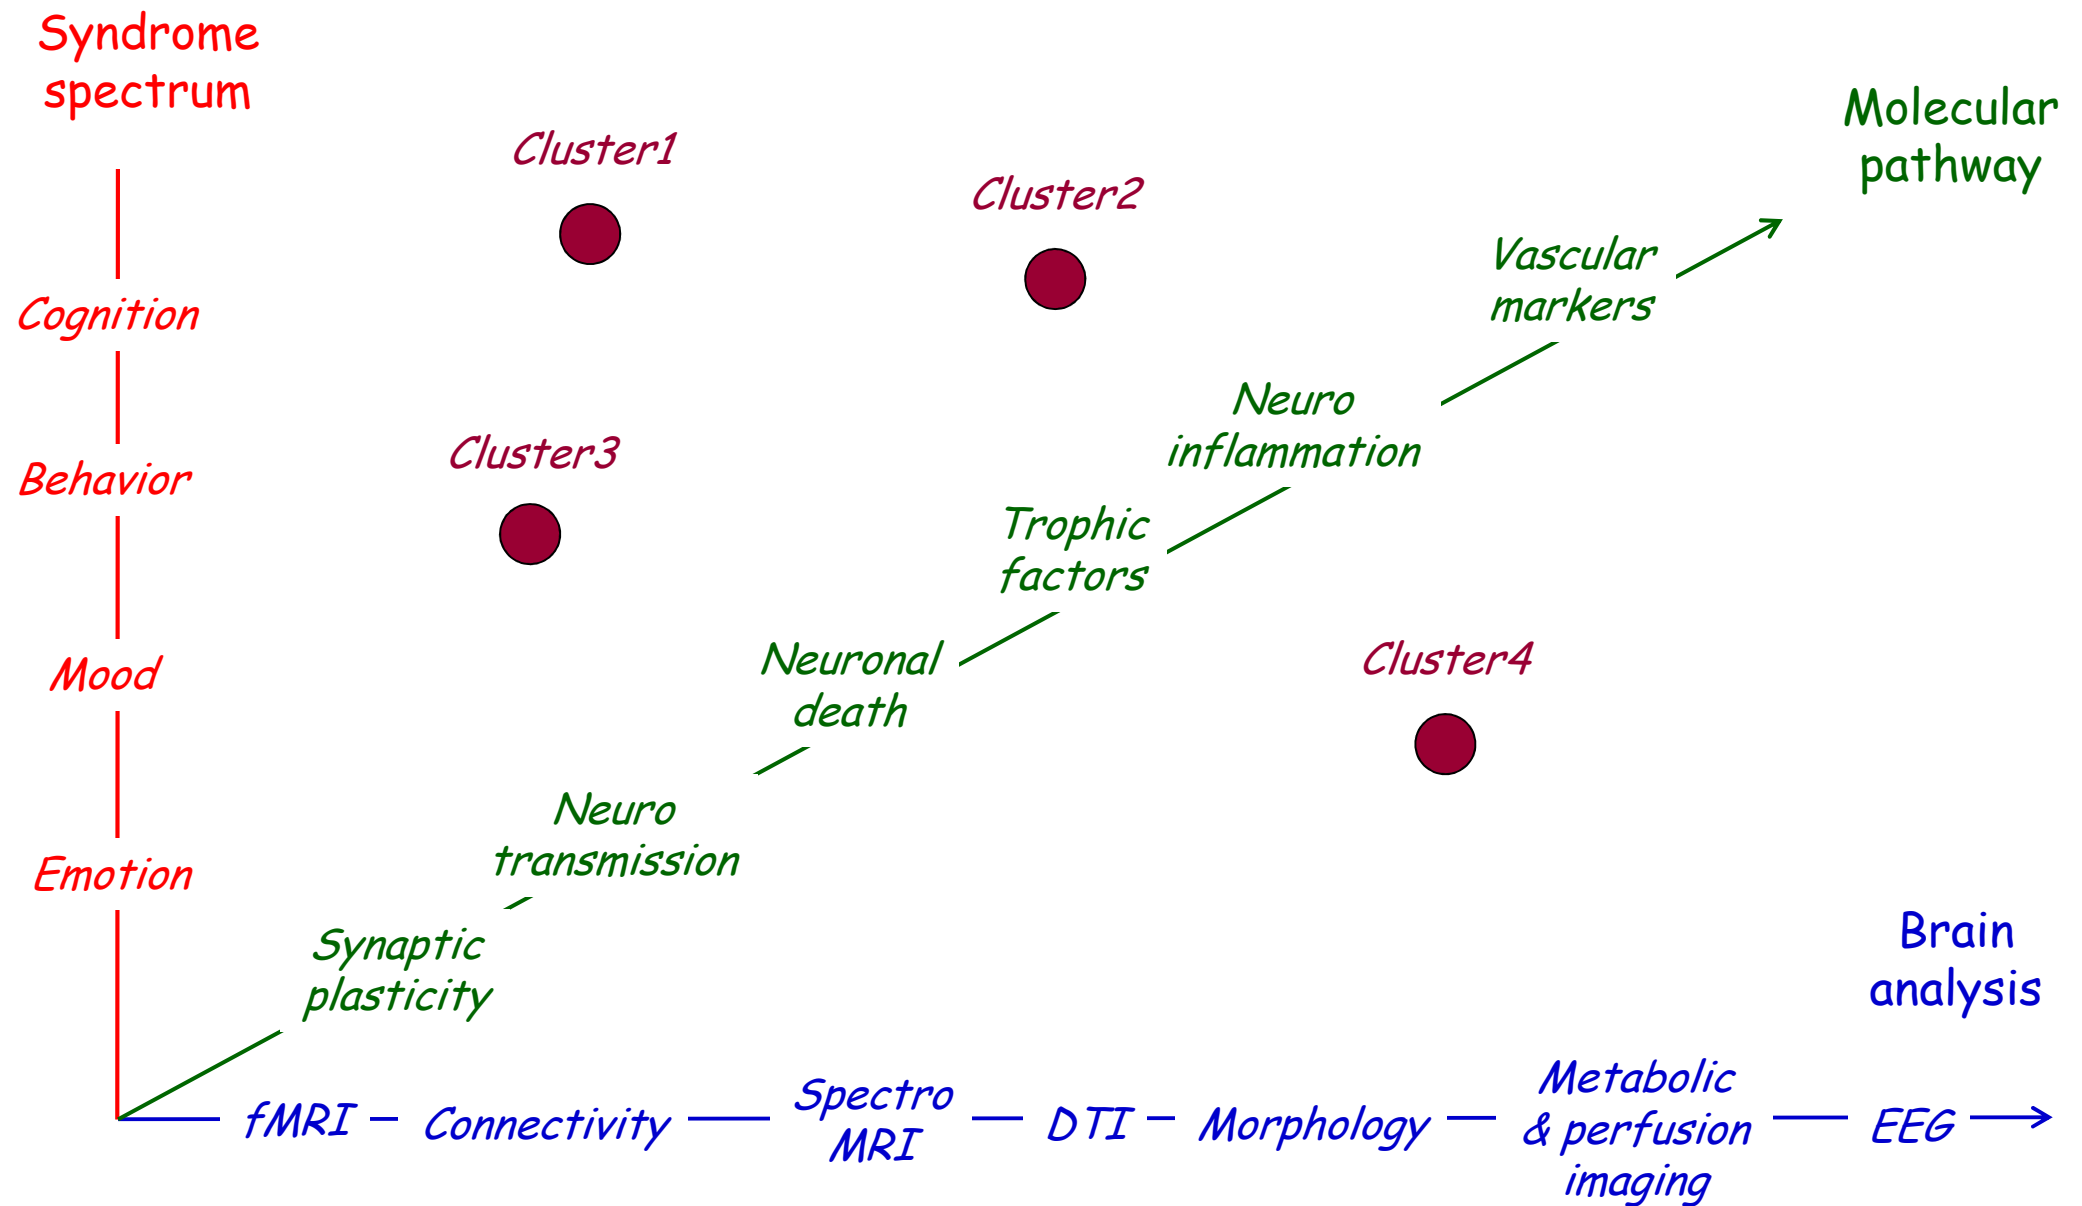 Syndrome
spectrum
Molecular
pathway
Cluster1
Cluster2
Vascular
markers
Cognition
Neuro
inflammation
Cluster3
Behavior
Trophic
factors
Neuronal
death
Cluster4
Mood
Neuro
transmission
Emotion
Synaptic
plasticity
Brain
analysis
fMRI
Connectivity
Spectro
MRI
DTI
Morphology
Metabolic
& perfusion
imaging
EEG